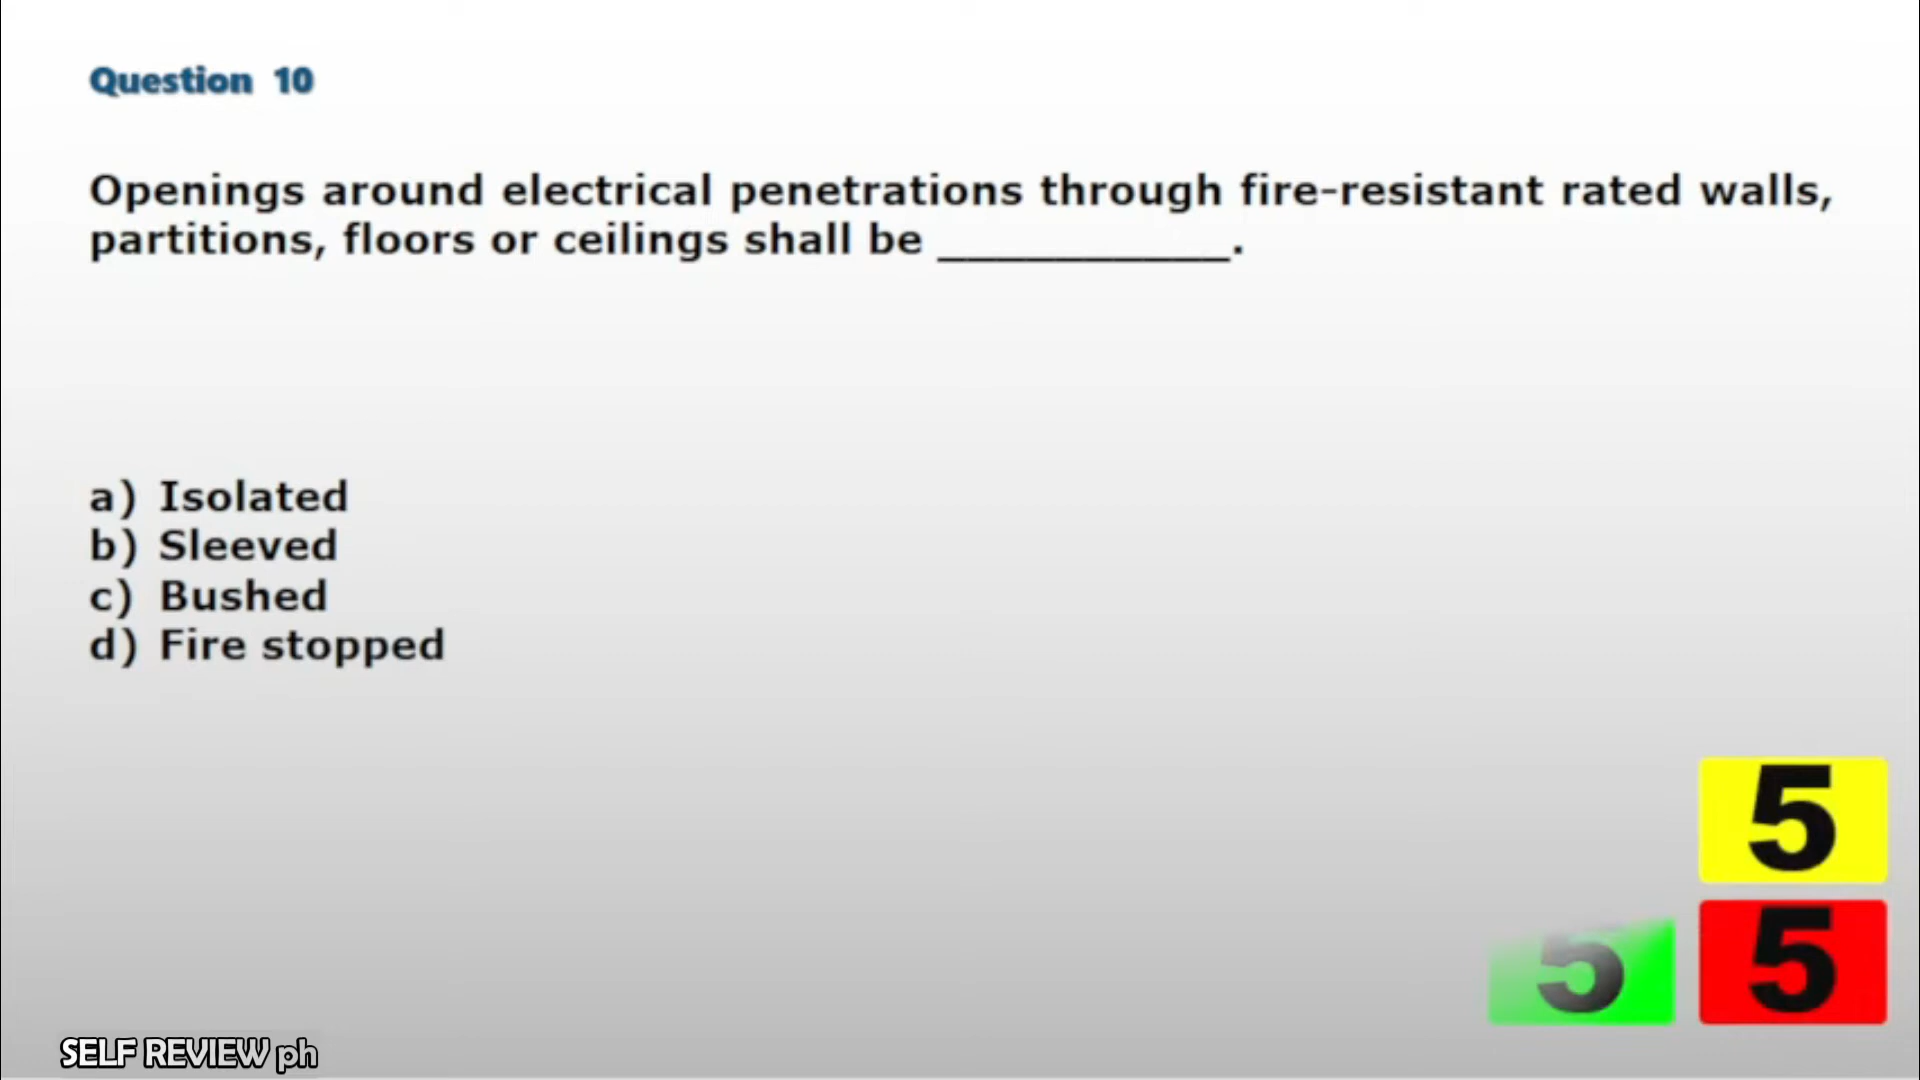 Question 10
Openings around electrical penetrations through fire-resistant rated walls,
partitions, floors or ceilings shall be ___________.
a) Isolated
b) Sleeved
c) Bushed
d) Fire stopped
5
5 5
SELF REVIEW ph